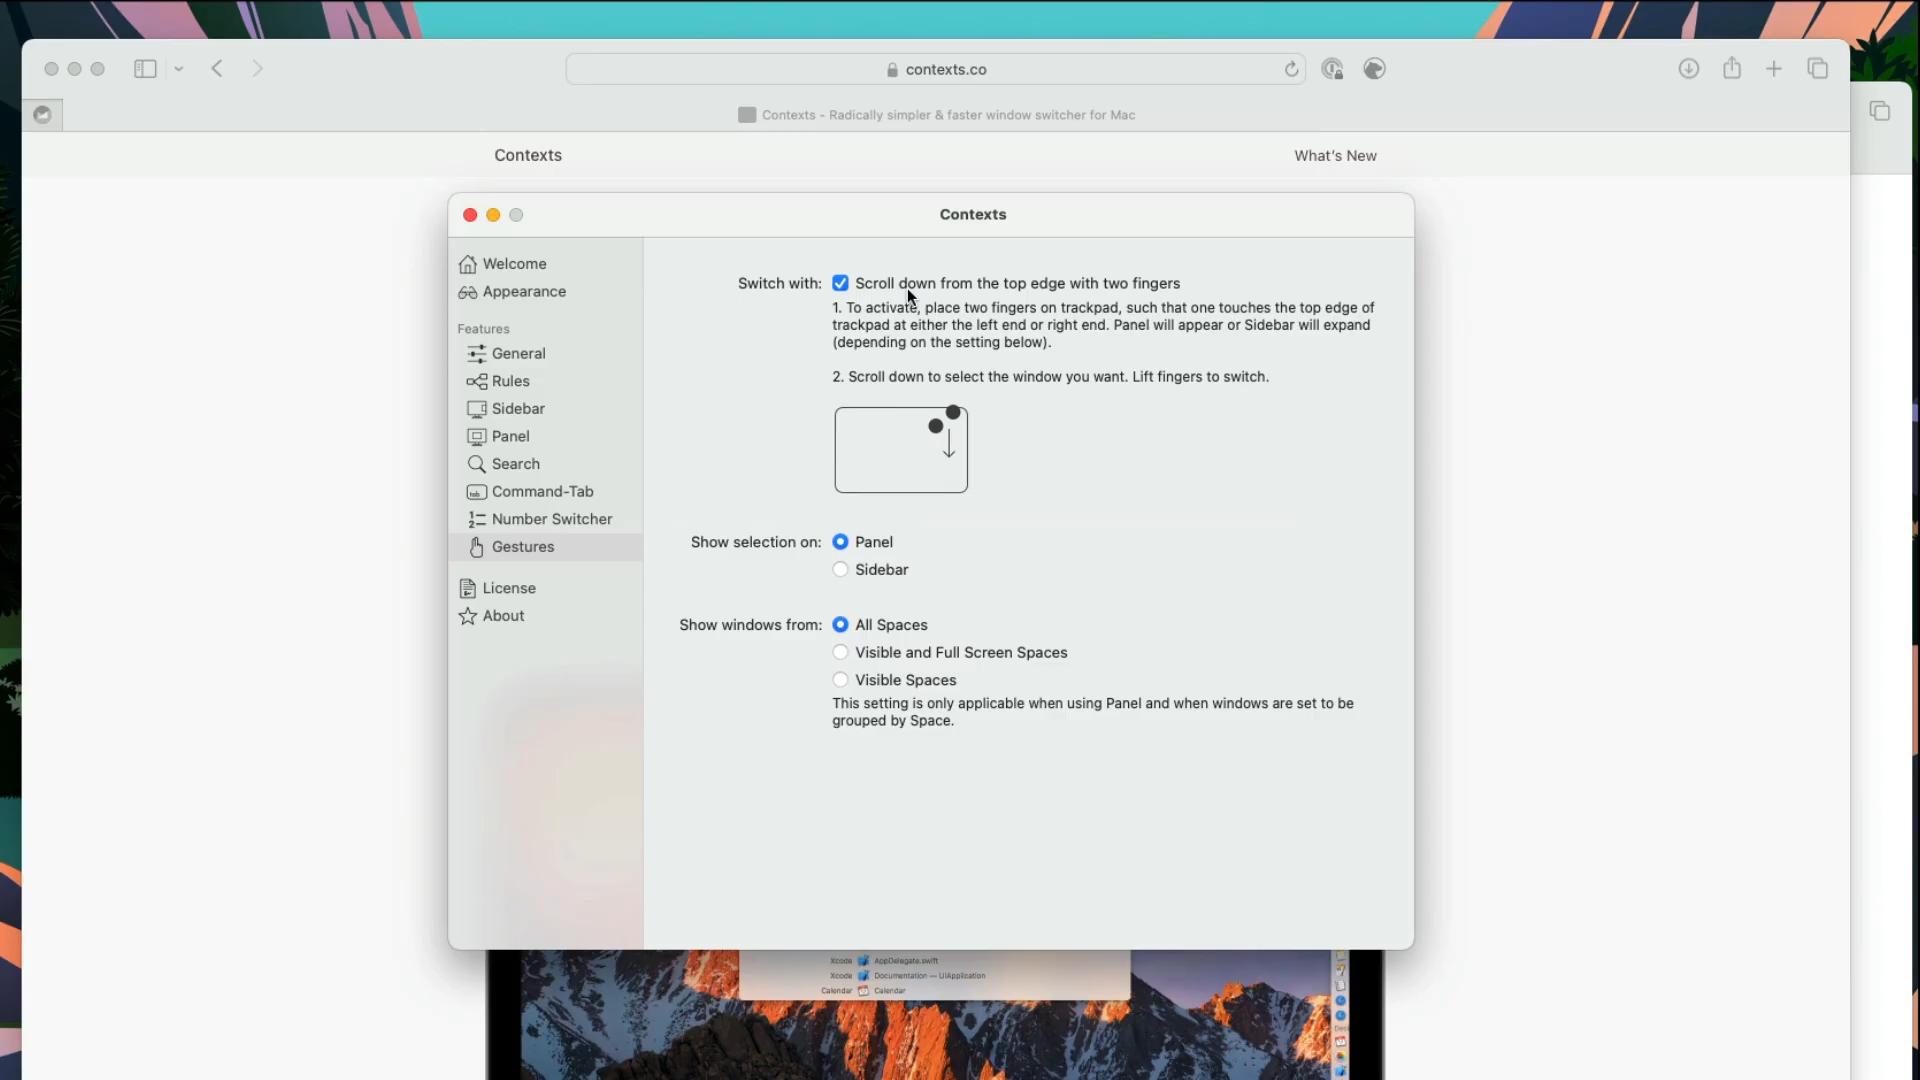 contexts.co
Contexts - Radically simpler & faster window switcher for Mac
Contexts
What's New
Contexts
Welcome
Appearance
Features
General
Rules
Sidebar
Panel
Search
Command-Tab
Number Switcher
Gestures
License
About
Switch with: Scroll down from the top edge with two fingers
1. To activate, place two fingers on trackpad, such that one touches the top edge of
trackpad at either the left end or right end. Panel will appear or Sidebar will expand
(depending on the setting below).
2. Scroll down to select the window you want. Lift fingers to switch.
Show selection on: Panel
Sidebar
Show windows from: All Spaces
Visible and Full Screen Spaces
Visible Spaces
This setting is only applicable when using Panel and when windows are set to be
grouped by Space.
Xcode AppDelegate.swift
Xcode Documentation — UIApplication
Calendar Calendar